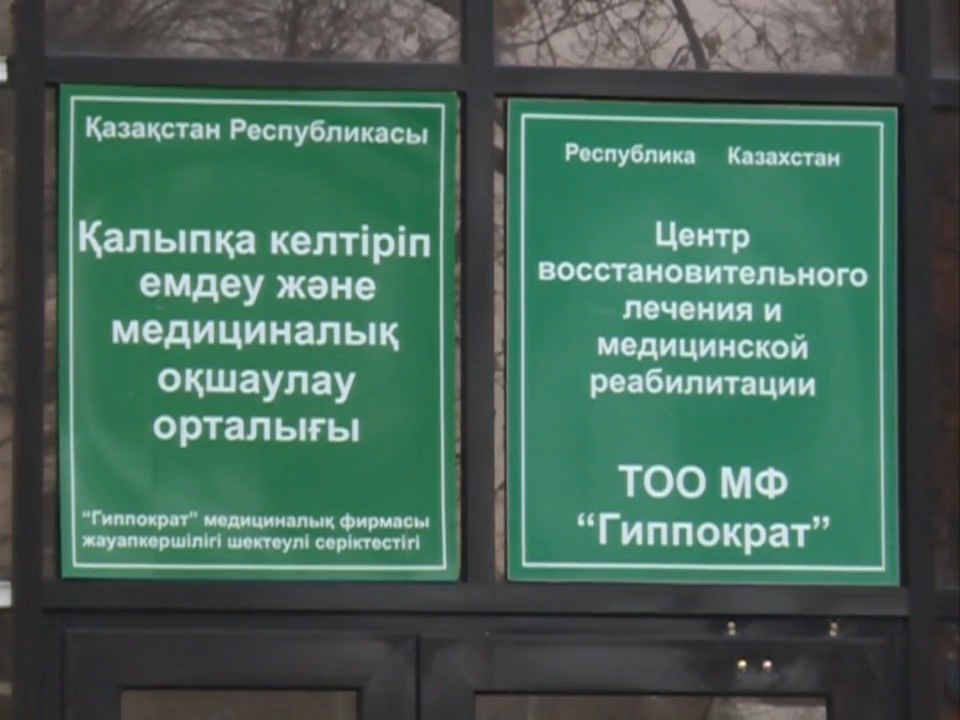 Қазақстан Республикасы
Қалыпқа келтіріп
емдеу және
медициналық
оқшаулау
орталығы
“Гиппократ” медициналық фирмасы
жауапкершілігі шектеулі серіктестігі
Республика Казахстан
Центр
восстановительного
лечения и
медицинской
реабилитации
ТОО МФ
“Гиппократ”